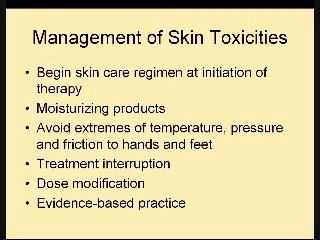 Management of Skin Toxicities
• Begin skin care regimen at initiation of
therapy
• Moisturizing products
• Avoid extremes of temperature, pressure
and friction to hands and feet
• Treatment interruption
• Dose modification
• Evidence-based practice